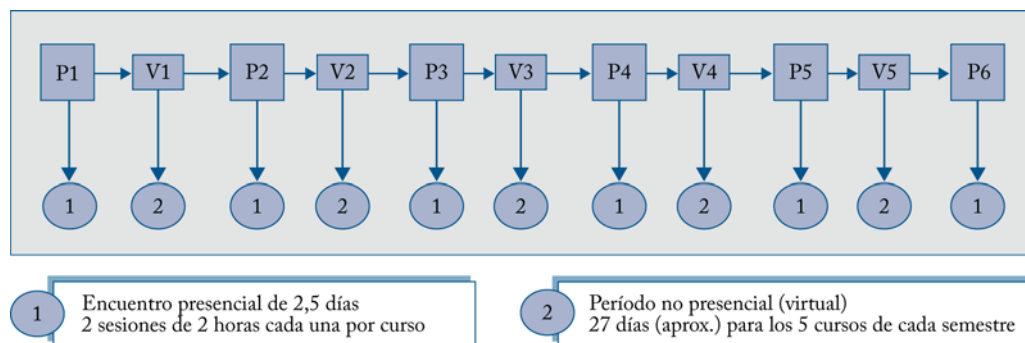 P1 V1 P2 V2 P3 V3 P4 V4 P5 V5 P6
1 2 1 2 1 2 1 2 1 2 1
1 Encuentro presencial de 2,5 días
2 sesiones de 2 horas cada una por curso
2 Período no presencial (virtual)
27 días (aprox.) para los 5 cursos de cada semestre